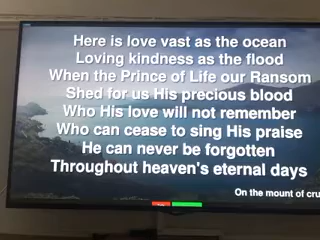 Here is love vast as the ocean
Loving kindness as the flood
When the Prince of Life our Ransom
Shed for us His precious blood
Who His love will not remember
Who can cease to sing His praise
He can never be forgotten
Throughout heaven's eternal days
On the mount of cru